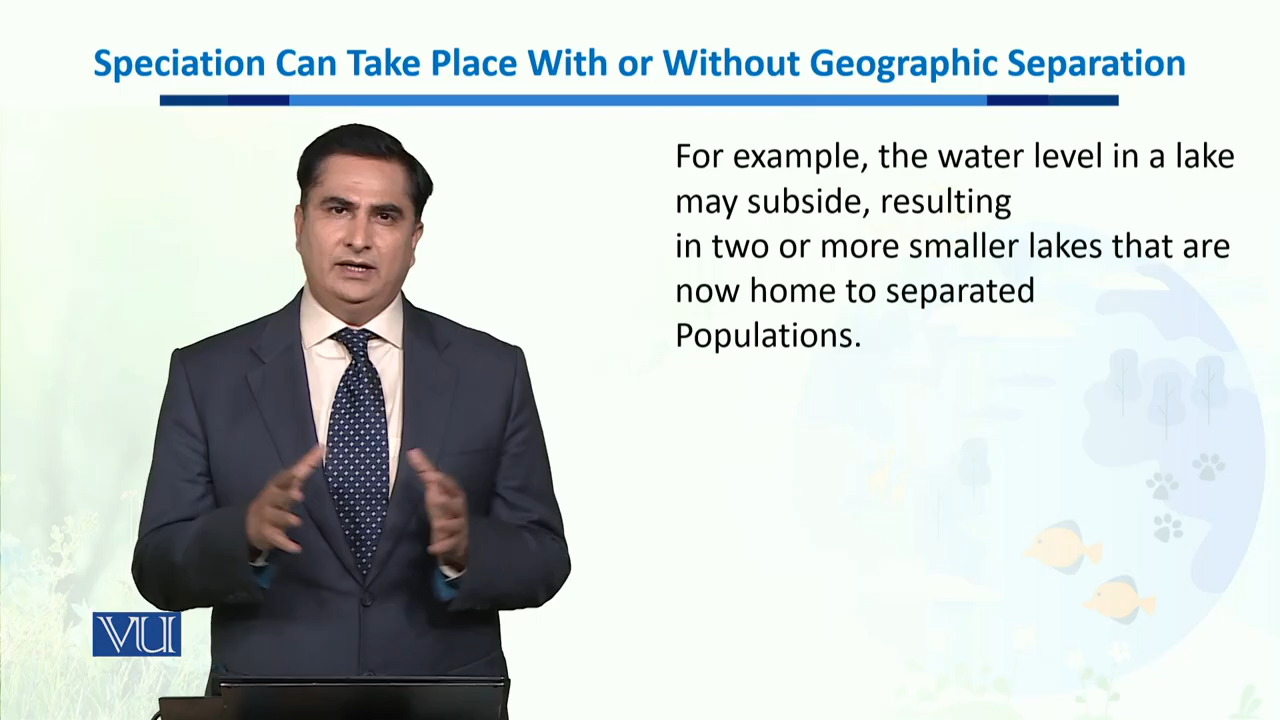 Speciation Can Take Place With or Without Geographic Separation
For example, the water level in a lake
may subside, resulting
in two or more smaller lakes that are
now home to separated
Populations.
VU